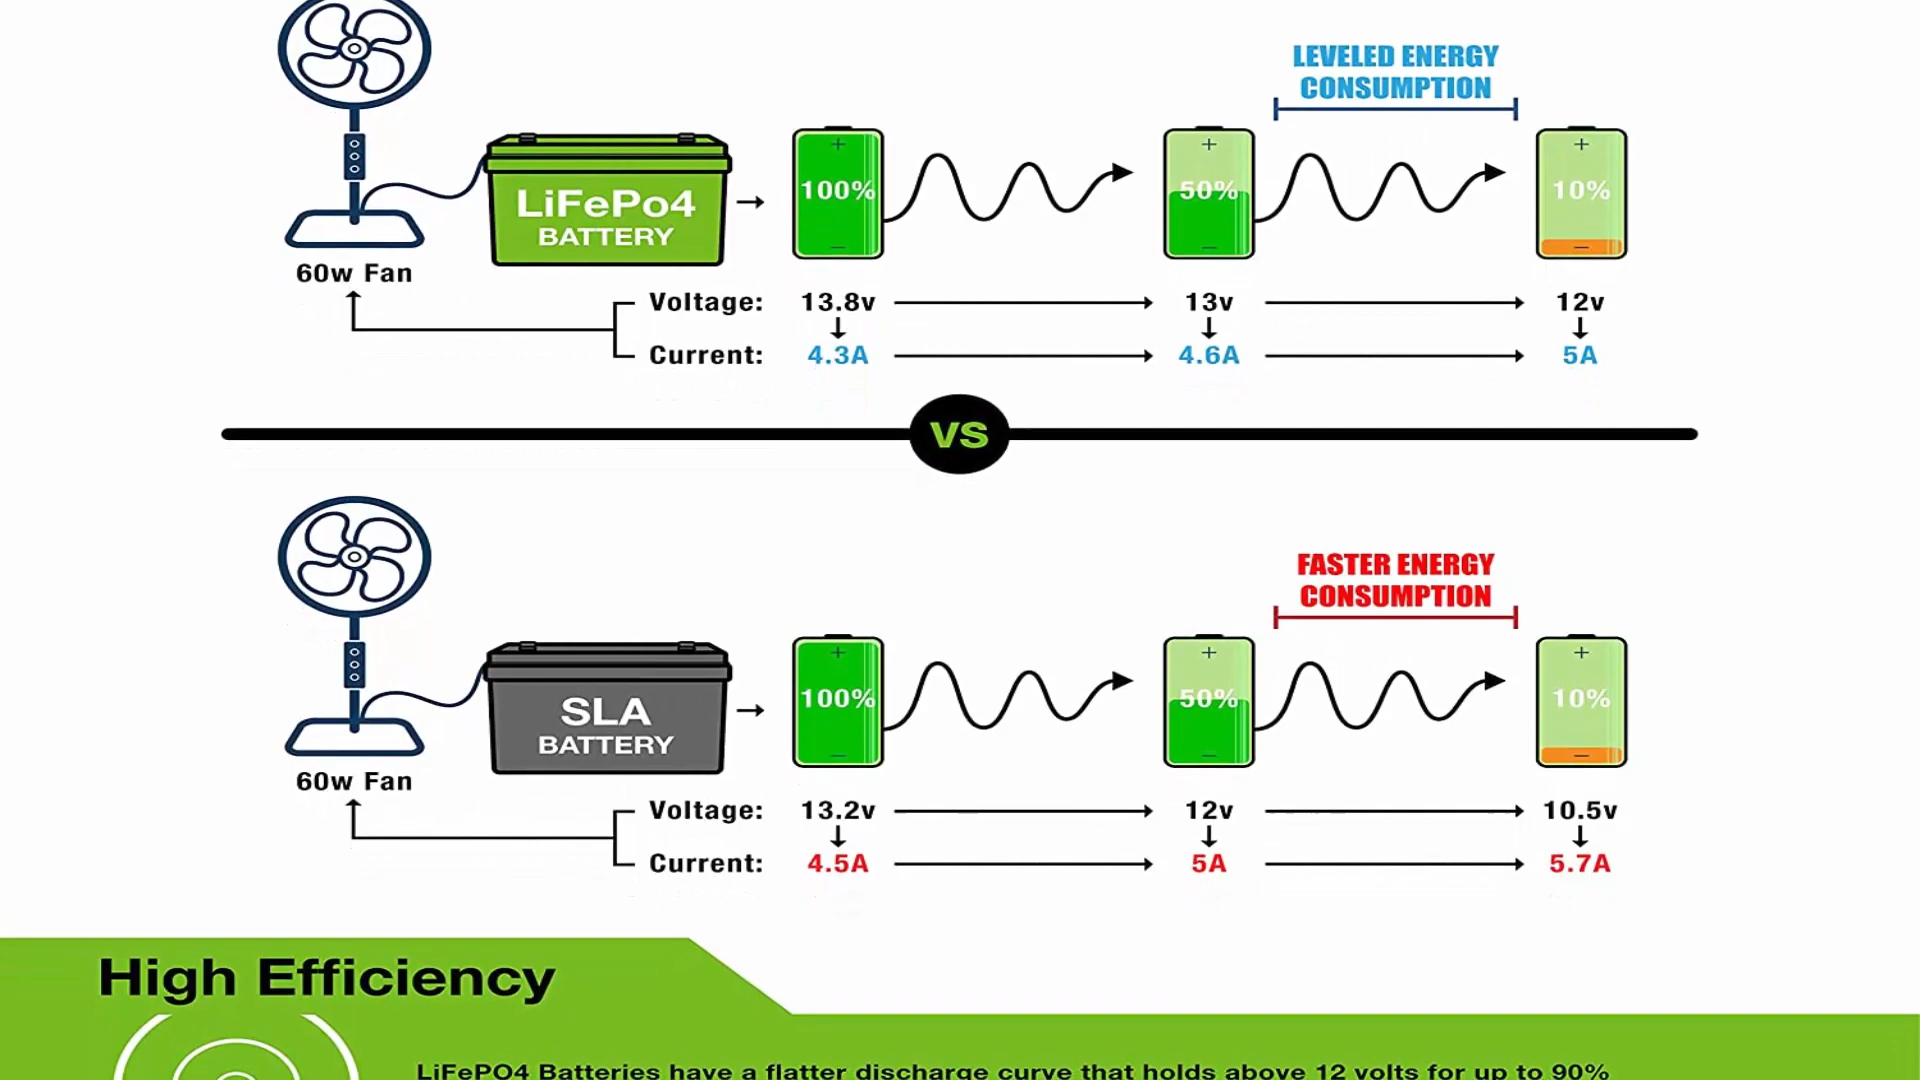 LEVELED ENERGY
CONSUMPTION
LiFePo4
BATTERY
100%
50%
10%
60w Fan
Voltage: 13.8v 13v 12v
Current: 4.3A 4.6A 5A
VS
FASTER ENERGY
CONSUMPTION
SLA
BATTERY
100%
50%
10%
60w Fan
Voltage: 13.2v 12v 10.5v
Current: 4.5A 5A 5.7A
High Efficiency
LiFePO4 Batteries have a flatter discharge curve that holds above 12 volts for up to 90%